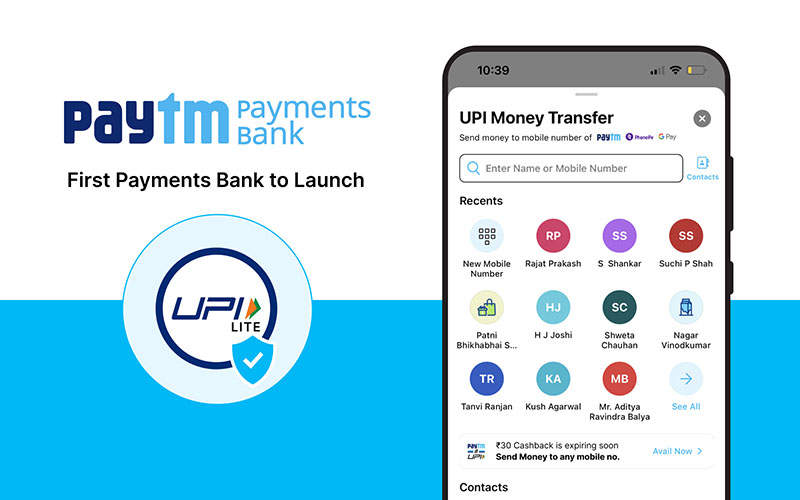 paytm Payments
Bank
First Payments Bank to Launch
UPI
LITE
10:39
UPI Money Transfer
Send money to mobile number of paytm PhonePe G Pay
Enter Name or Mobile Number
Contacts
Recents
New Mobile
Number
RP
Rajat Prakash
SS
S Shankar
SS
Suchi P Shah
Patni
Bhikhabhai S...
HJ
H J Joshi
SC
Shweta
Chauhan
Nagar
Vinodkumar
TR
Tanvi Ranjan
KA
Kush Agarwal
MB
Mr. Aditya
Ravindra Balya
See All
paytm
UPI
₹30 Cashback is expiring soon
Send Money to any mobile no.
Avail Now
Contacts